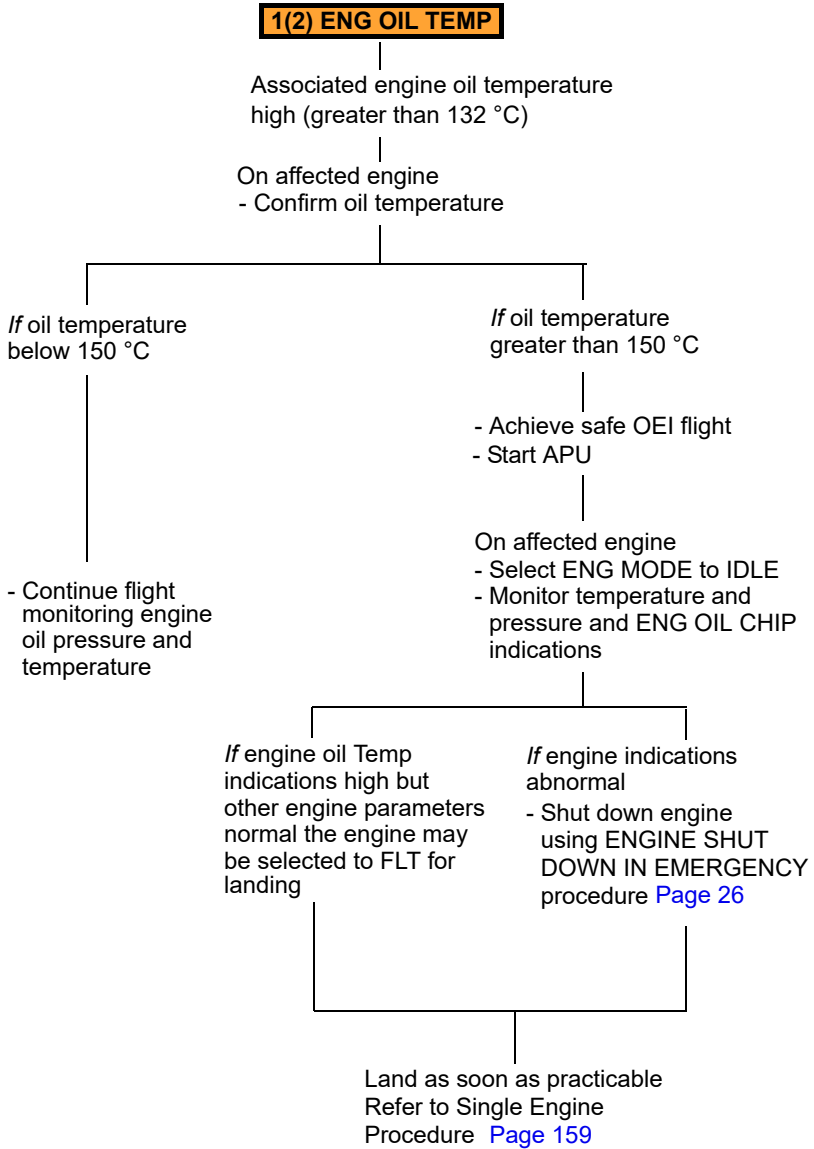 1(2) ENG OIL TEMP
Associated engine oil temperature
high (greater than 132 °C)
On affected engine
- Confirm oil temperature
If oil temperature
below 150 °C
- Continue flight
monitoring engine
oil pressure and
temperature
If oil temperature
greater than 150 °C
- Achieve safe OEI flight
- Start APU
On affected engine
- Select ENG MODE to IDLE
- Monitor temperature and
pressure and ENG OIL CHIP
indications
If engine oil Temp
indications high but
other engine parameters
normal the engine may
be selected to FLT for
landing
If engine indications
abnormal
- Shut down engine
using ENGINE SHUT
DOWN IN EMERGENCY
procedure Page 26
Land as soon as practicable
Refer to Single Engine
Procedure Page 159